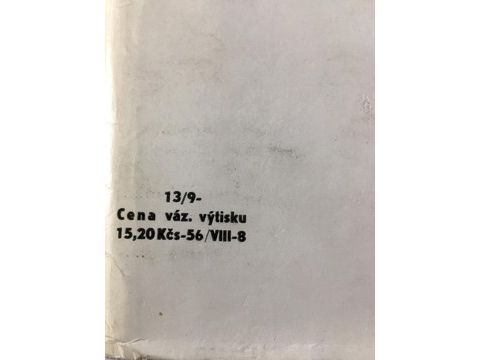 13/9-
Cena váz. výtisku
15,20 Kčs-56/VIII-8